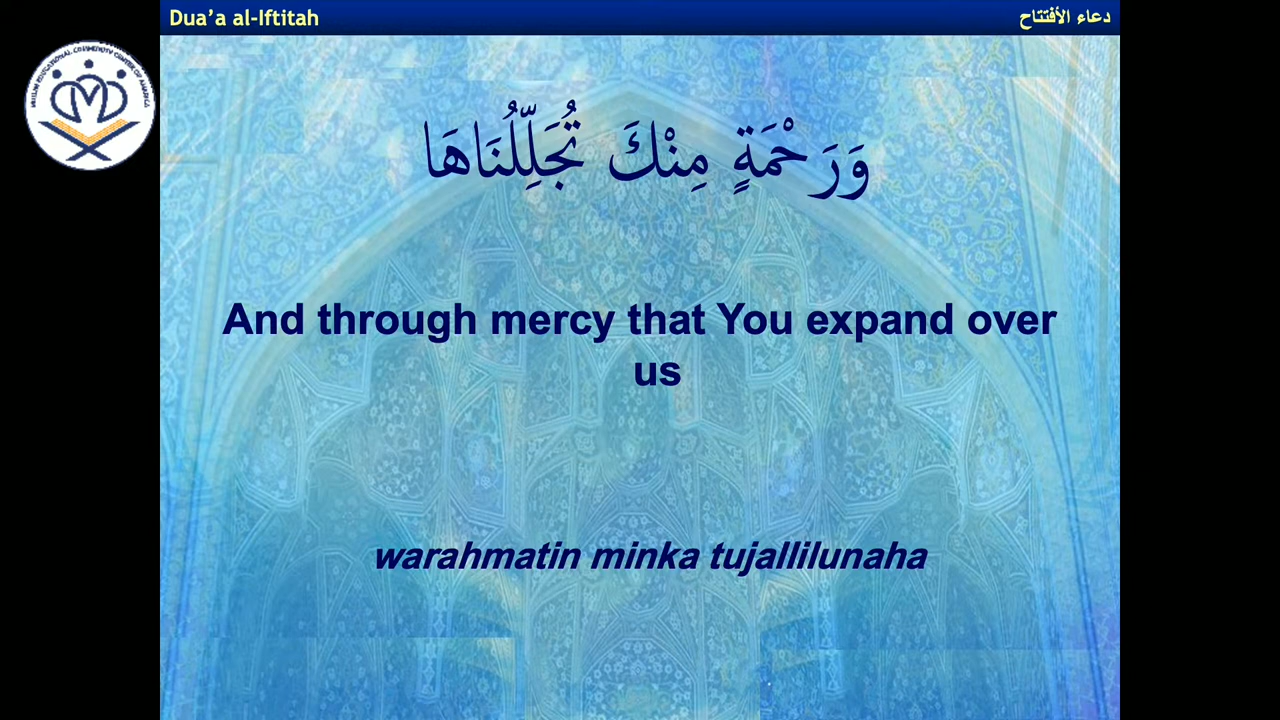 Dua'a al-Iftitah
دعاء الأفتتاح
وَرَحْمَةٍ مِنْكَ تُجَلِّلُنَاهَا
And through mercy that You expand over
us
warahmatin minka tujallilunaha